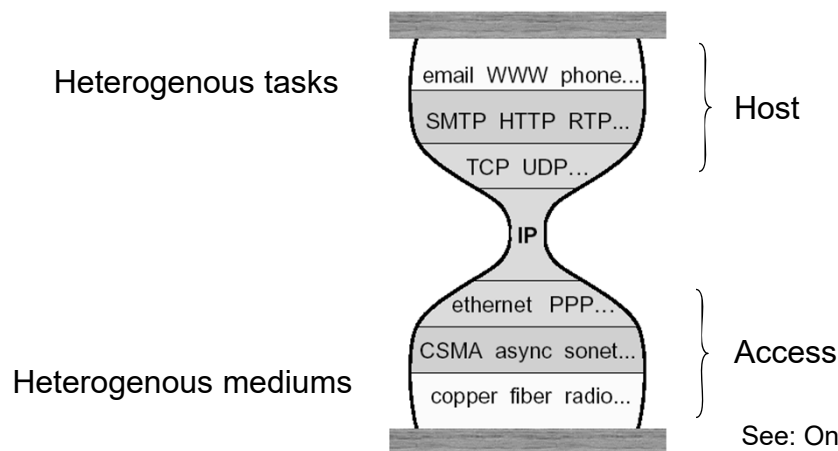 email WWW phone...
Heterogenous tasks
SMTP HTTP RTP...
Host
TCP UDP...
IP
ethernet PPP...
CSMA async sonet...
Access
Heterogenous mediums
copper fiber radio...
See: On